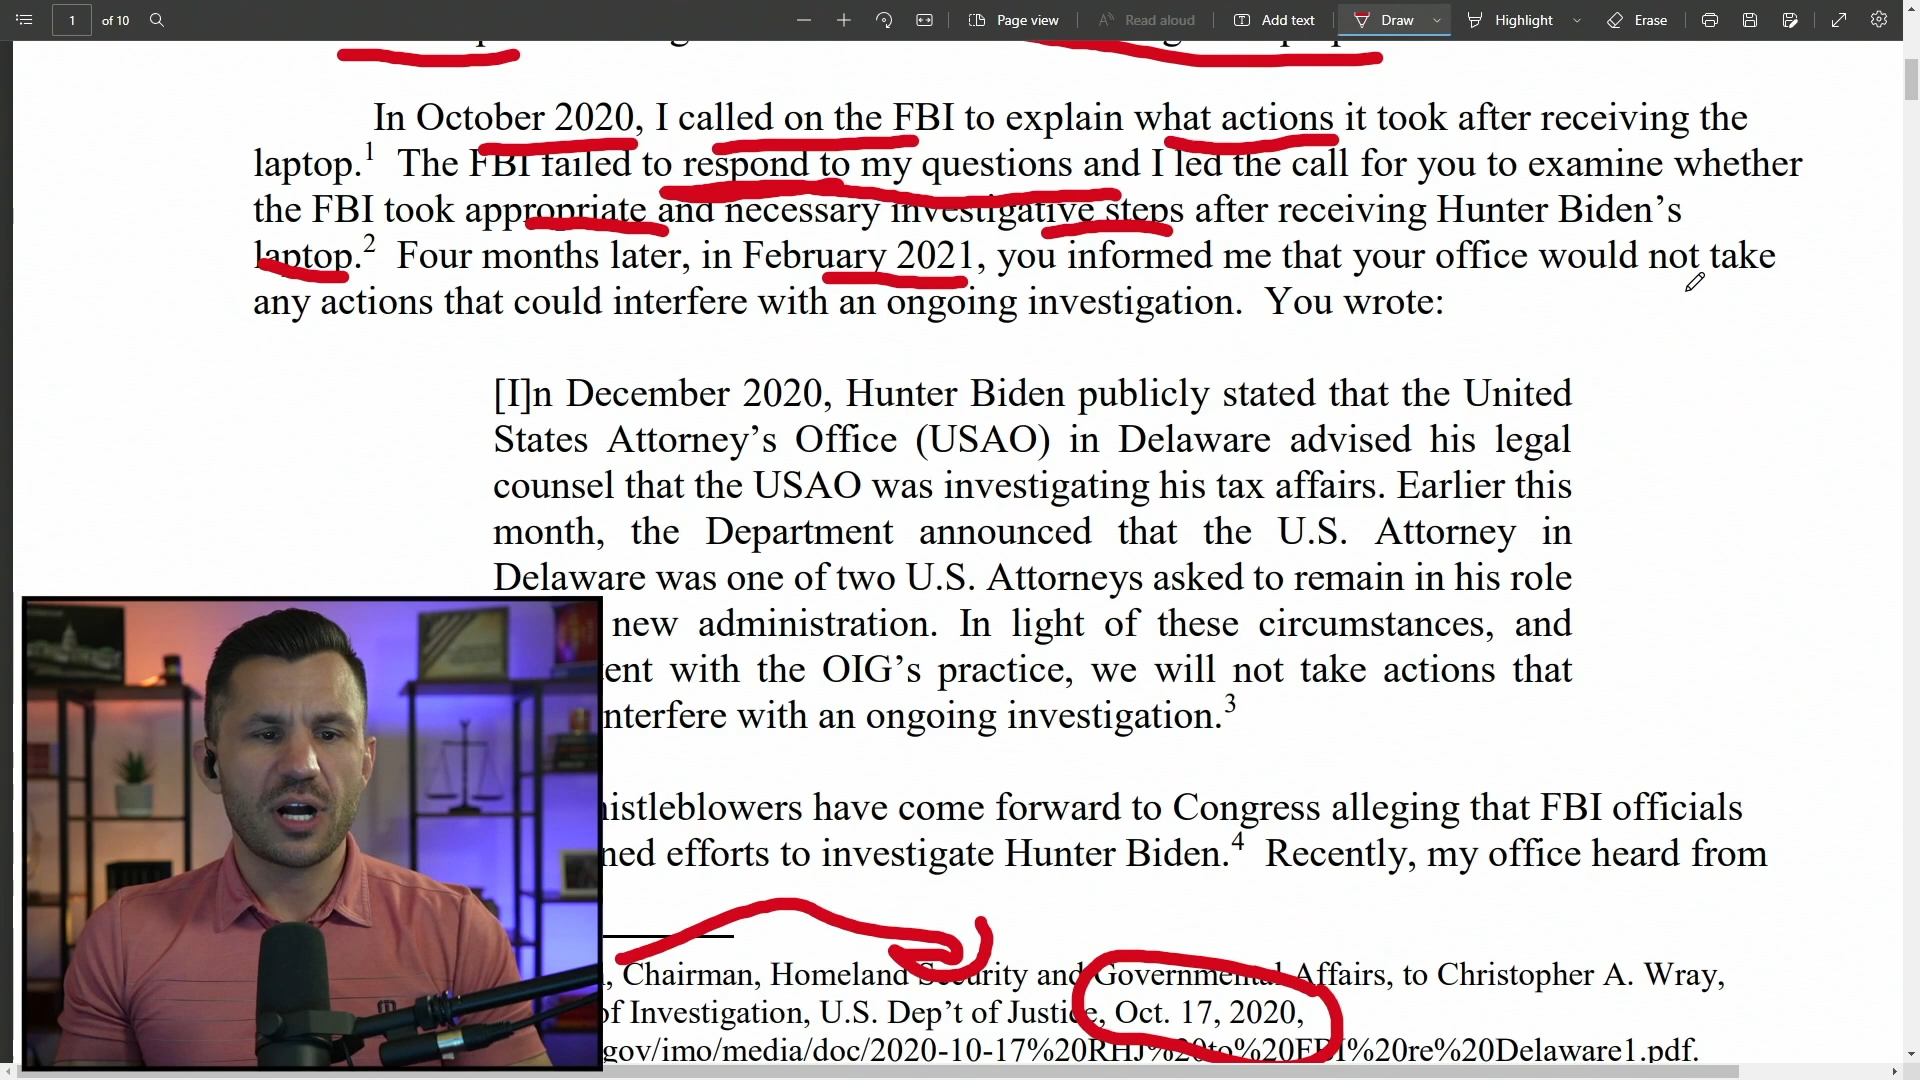 1 of 10 Page view Read aloud Add text Draw Highlight Erase
In October 2020, I called on the FBI to explain what actions it took after receiving the
laptop.1 The FBI failed to respond to my questions and I led the call for you to examine whether
the FBI took appropriate and necessary investigative steps after receiving Hunter Biden’s
laptop.2 Four months later, in February 2021, you informed me that your office would not take
any actions that could interfere with an ongoing investigation. You wrote:
[I]n December 2020, Hunter Biden publicly stated that the United
States Attorney’s Office (USAO) in Delaware advised his legal
counsel that the USAO was investigating his tax affairs. Earlier this
month, the Department announced that the U.S. Attorney in
Delaware was one of two U.S. Attorneys asked to remain in his role
new administration. In light of these circumstances, and
ent with the OIG’s practice, we will not take actions that
nterfere with an ongoing investigation.3
istleblowers have come forward to Congress alleging that FBI officials
ned efforts to investigate Hunter Biden.4 Recently, my office heard from
, Chairman, Homeland Security and Governmental Affairs, to Christopher A. Wray,
of Investigation, U.S. Dep’t of Justice, Oct. 17, 2020,
gov/imo/media/doc/2020-10-17%20RHJ%20to%20FBI%20re%20Delaware1.pdf.